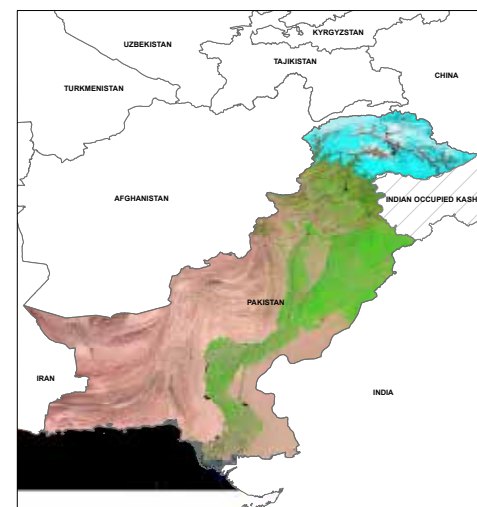 KYRGYZSTAN
UZBEKISTAN
TAJIKISTAN
CHINA
TURKMENISTAN
AFGHANISTAN
INDIAN OCCUPIED KASH
PAKISTAN
IRAN
INDIA